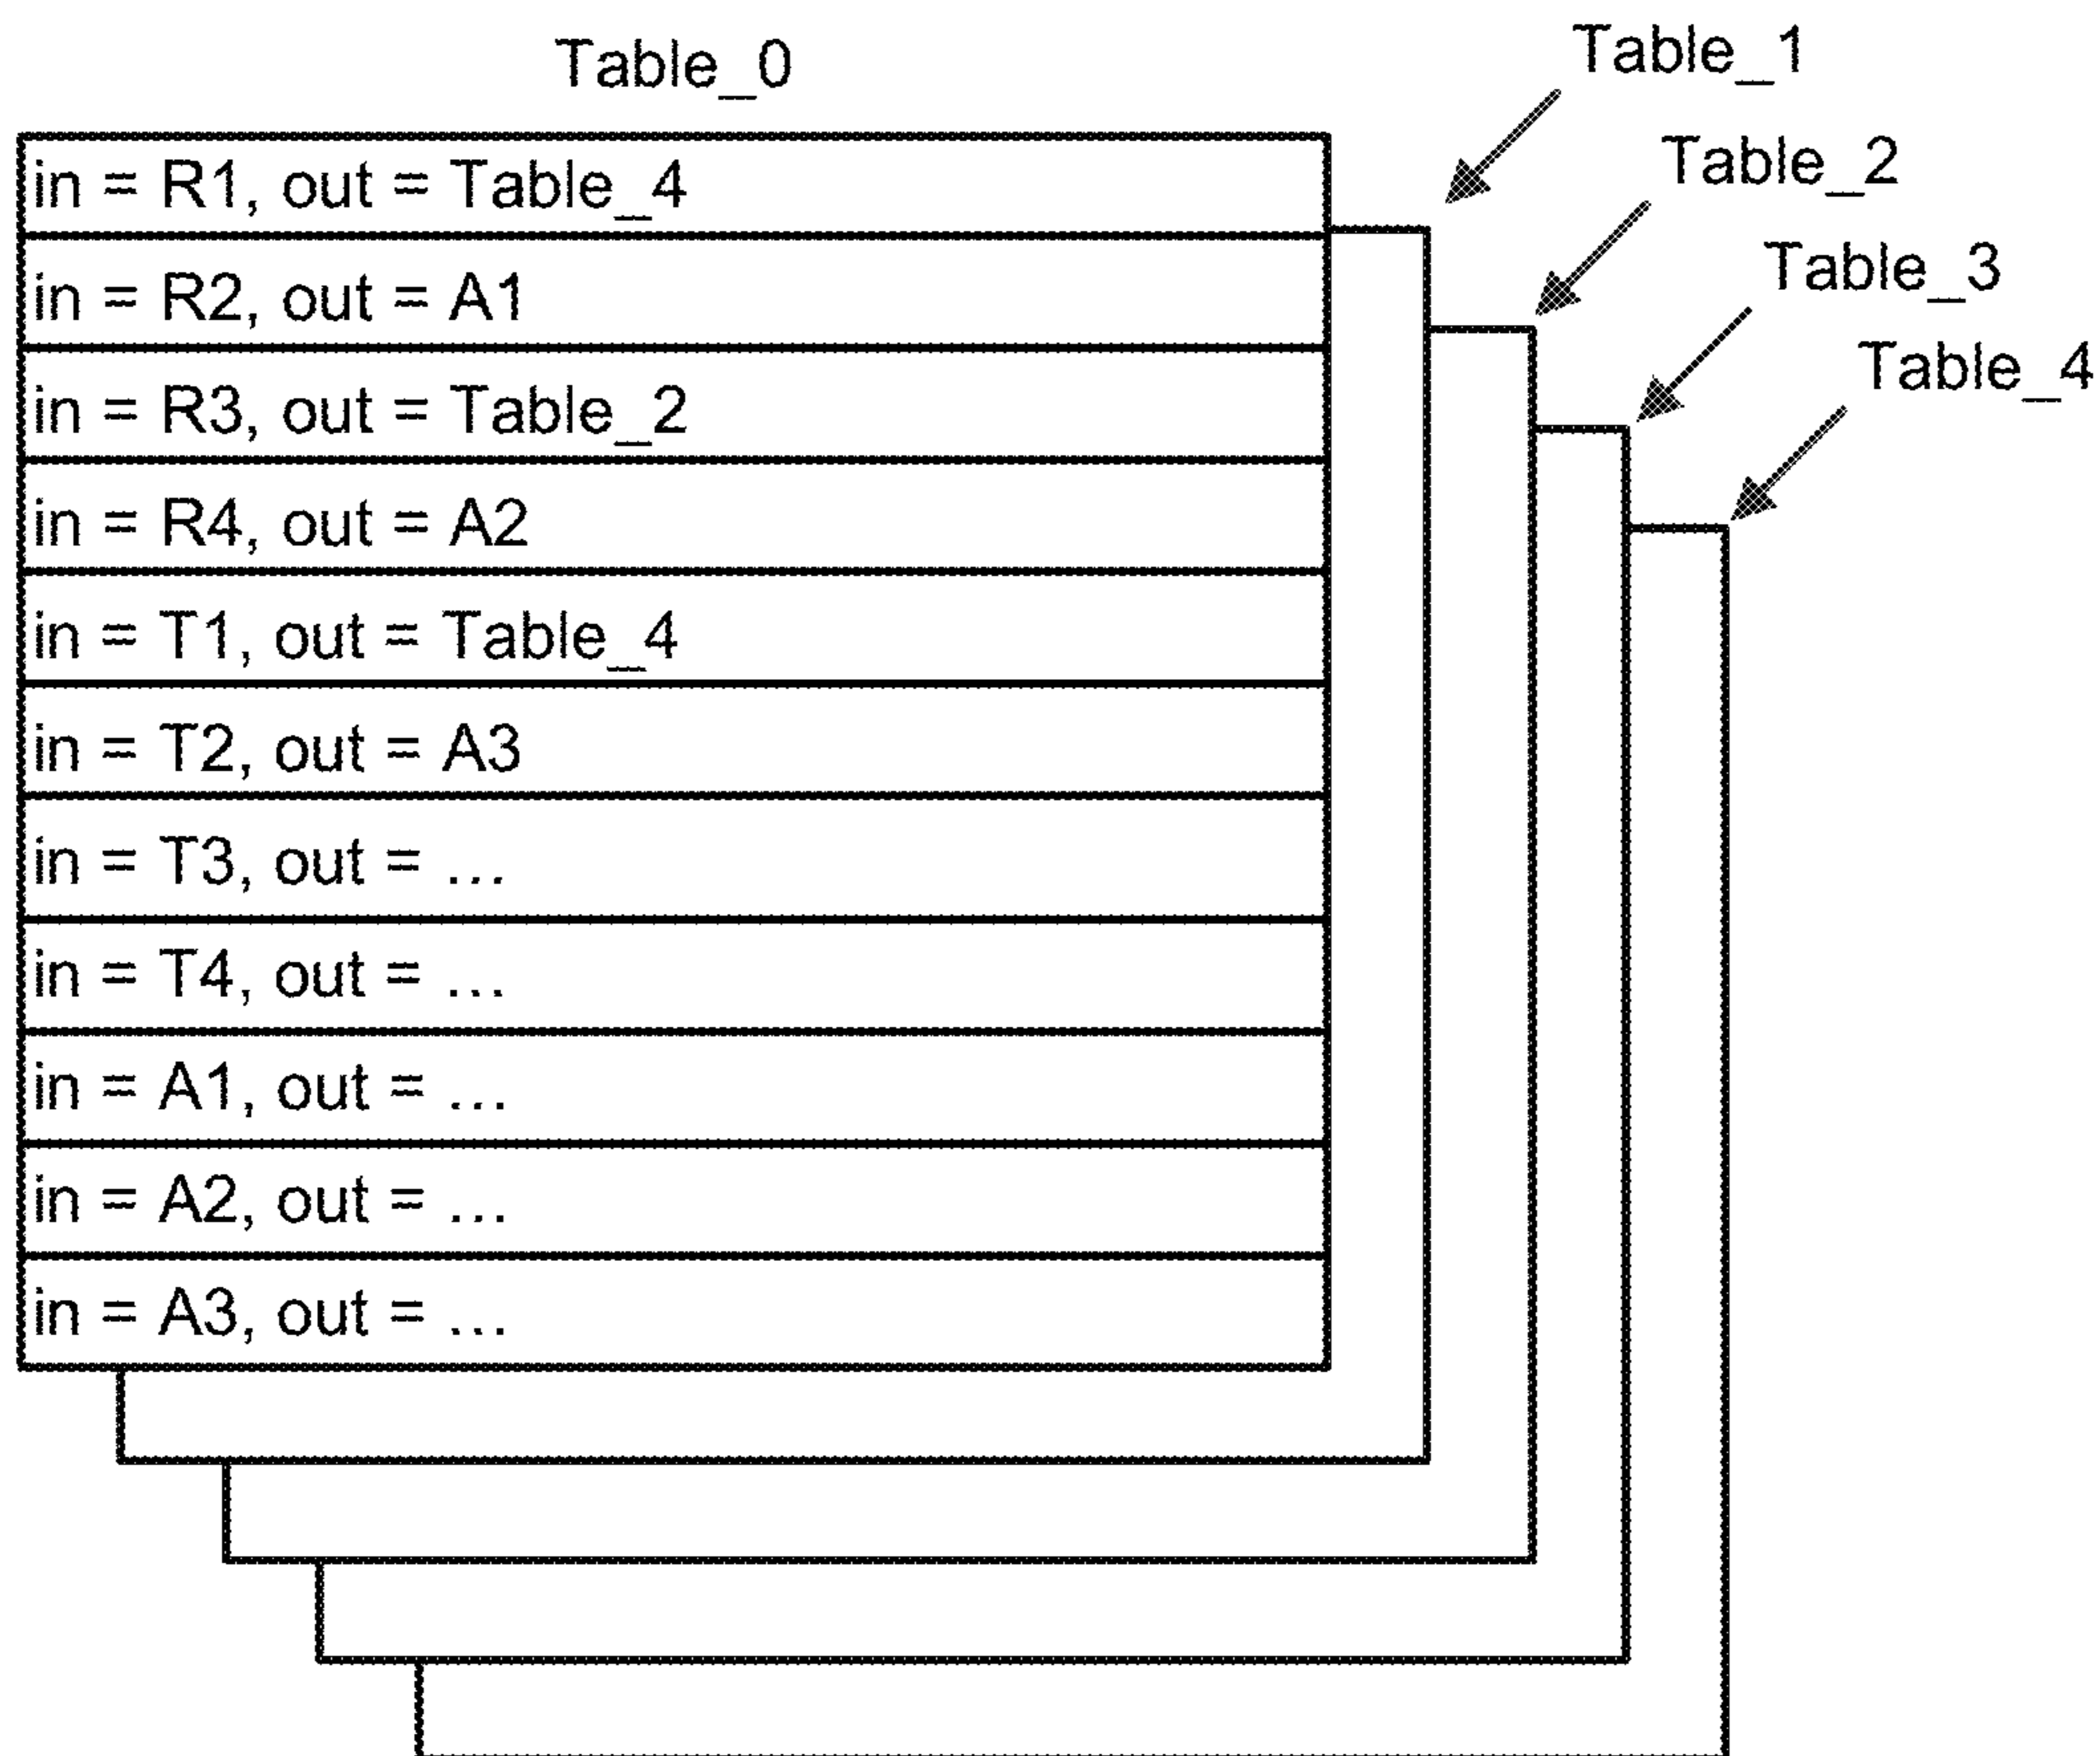 Table_0
Table_1
Table_2
Table_3
Table_4
in = R1, out = Table_4
in = R2, out = A1
in = R3, out = Table_2
in = R4, out = A2
in = T1, out = Table_4
in = T2, out = A3
in = T3, out = ...
in = T4, out = ...
in = A1, out = ...
in = A2, out = ...
in = A3, out = ...